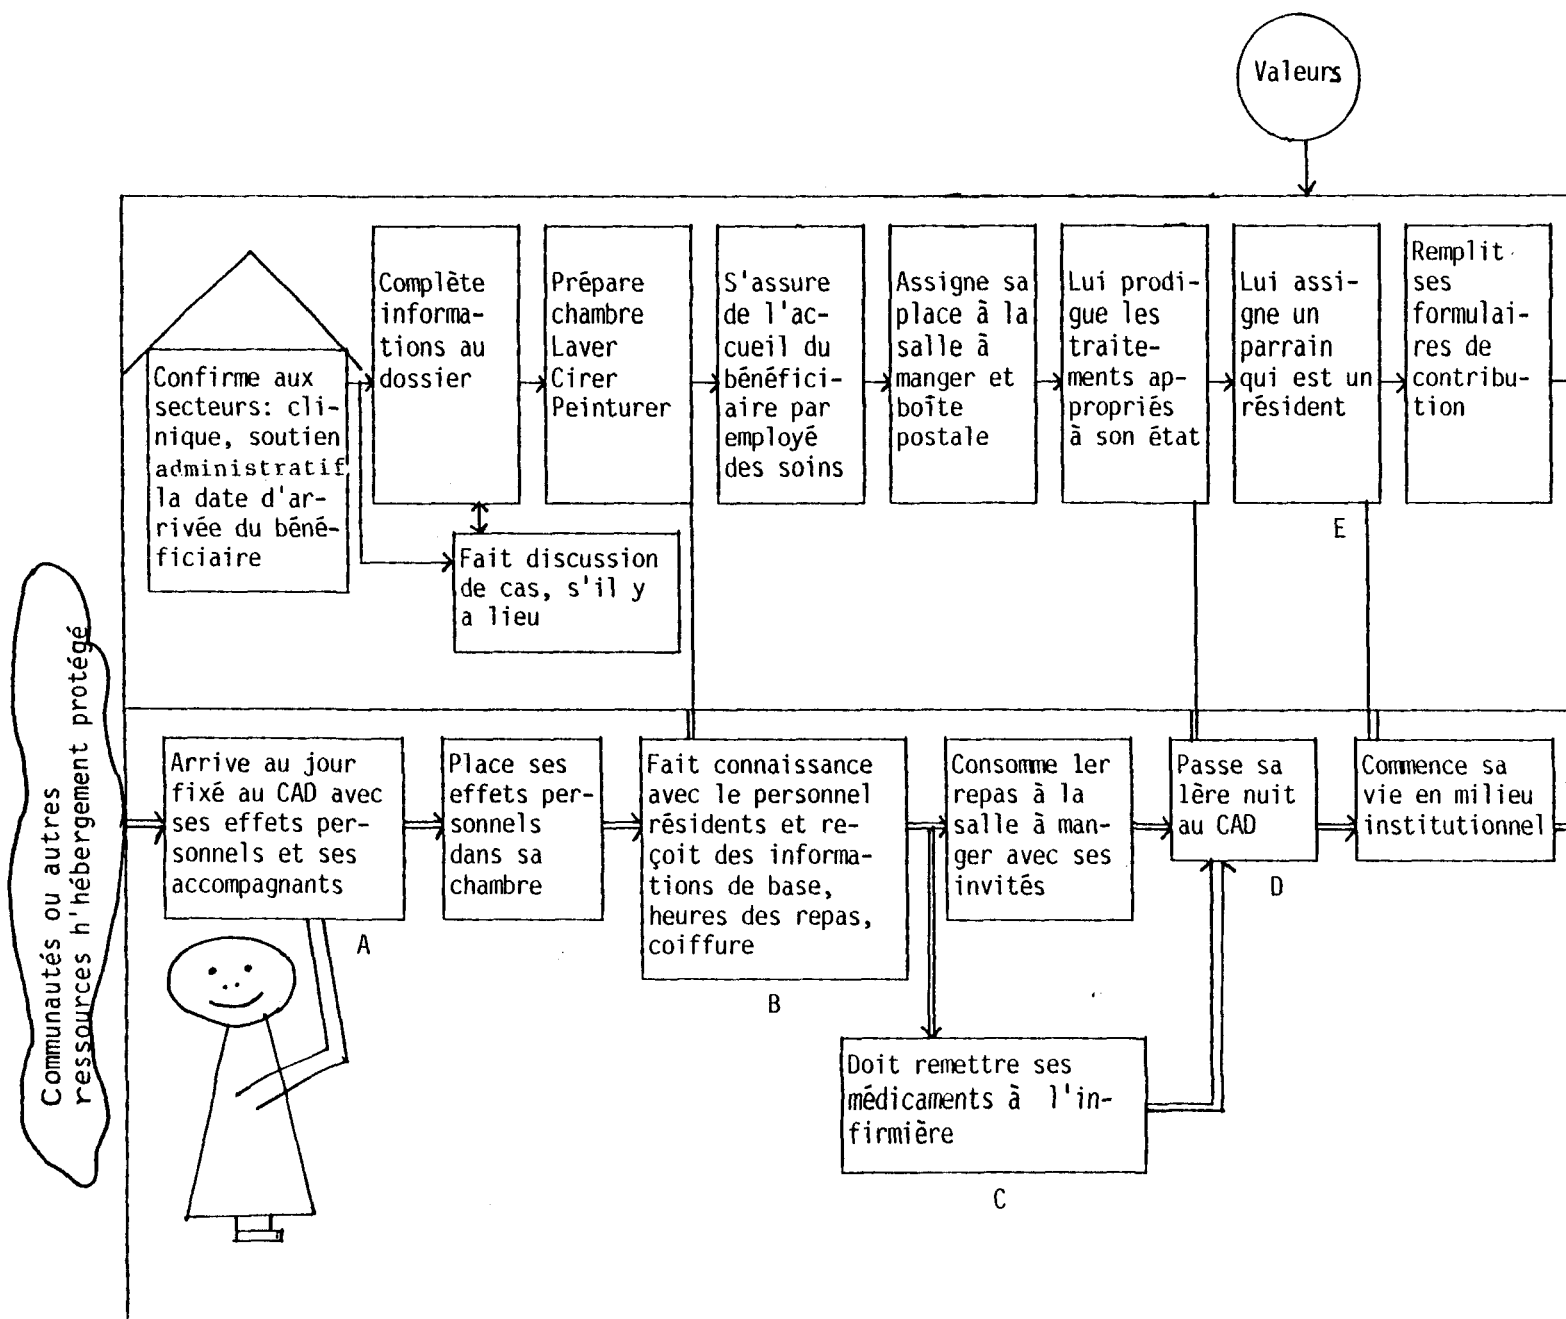 Valeurs
Confirme aux
secteurs: cli-
nique, soutien
administratif
la date d'ar-
rivée du béné-
ficiaire
Complète
informa-
tions au
dossier
Fait discussion
de cas, s'il y
a lieu
Prépare
chambre
Laver
Cirer
Peinturer
S'assure
de l'ac-
cueil du
bénéfici-
aire par
employé
des soins
Assigne sa
place à la
salle à
manger et
boîte
postale
Lui prodi-
gue les
traite-
ments ap-
propriés
à son état
Lui assi-
gne un
parrain
qui est un
résident
E
Remplit
ses
formulai-
res de
contribu-
tion
Communautés ou autres
ressources h'hébergement protégé
Arrive au jour
fixé au CAD avec
ses effets per-
sonnels et ses
accompagnants
A
Place ses
effets per-
sonnels
dans sa
chambre
Fait connaissance
avec le personnel
résidents et re-
çoit des informa-
tions de base,
heures des repas,
coiffure
B
Consomme ler
repas à la
salle à man-
ger avec ses
invités
Doit remettre ses
médicaments à l'in-
firmière
C
Passe sa
lère nuit
au CAD
D
Commence sa
vie en milieu
institutionnel